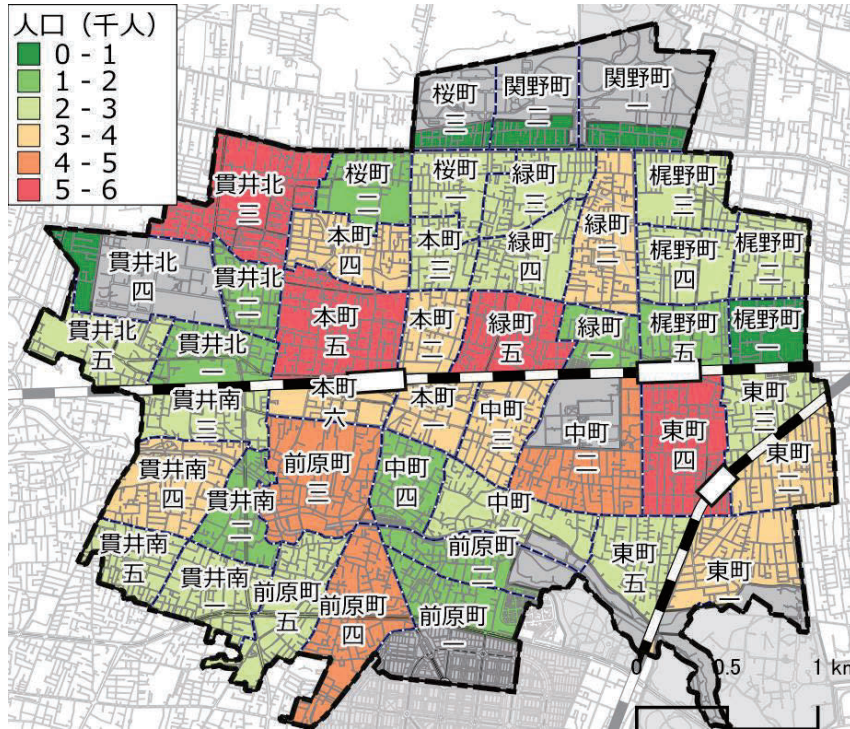 人口（千人）
0 - 1
1 - 2
2 - 3
3 - 4
4 - 5
5 - 6
桜町
三
関野町
二
関野町
一
貫井北
三
桜町
二
桜町
一
緑町
三
緑町
二
梶野町
三
本町
四
本町
三
緑町
四
梶野町
四
梶野町
二
貫井北
四
貫井北
二
貫井北
五
貫井北
一
本町
五
本町
二
緑町
五
緑町
一
梶野町
五
梶野町
一
貫井南
三
本町
六
本町
一
中町
三
中町
二
東町
四
東町
三
東町
二
貫井南
四
貫井南
二
前原町
三
中町
四
中町
一
貫井南
五
貫井南
一
前原町
五
前原町
四
前原町
二
前原町
一
東町
五
東町
一
0
0.5
1 km